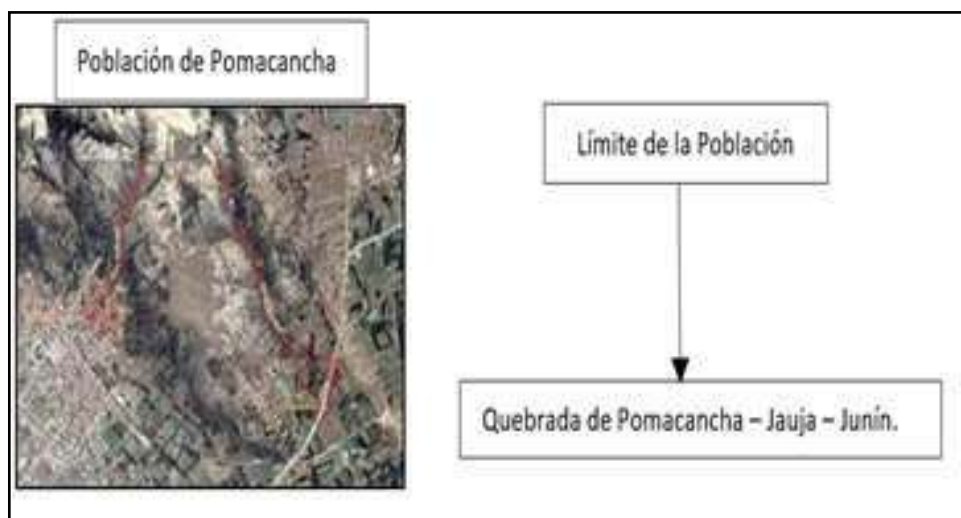 Población de Pomacancha
Límite de la Población
Quebrada de Pomacancha – Jauja – Junín.